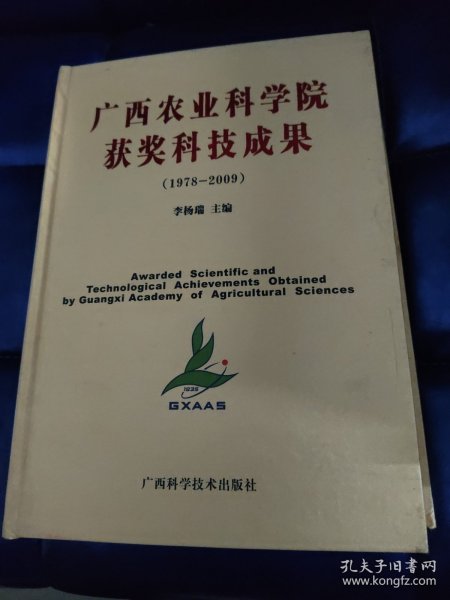 广西农业科学院
获奖科技成果
(1978-2009)
李杨瑞 主编
Awarded Scientific and
Technological Achievements Obtained
by Guangxi Academy of Agricultural Sciences
1935
GXAAS
广西科学技术出版社
孔夫子旧书网
www.kongfz.com